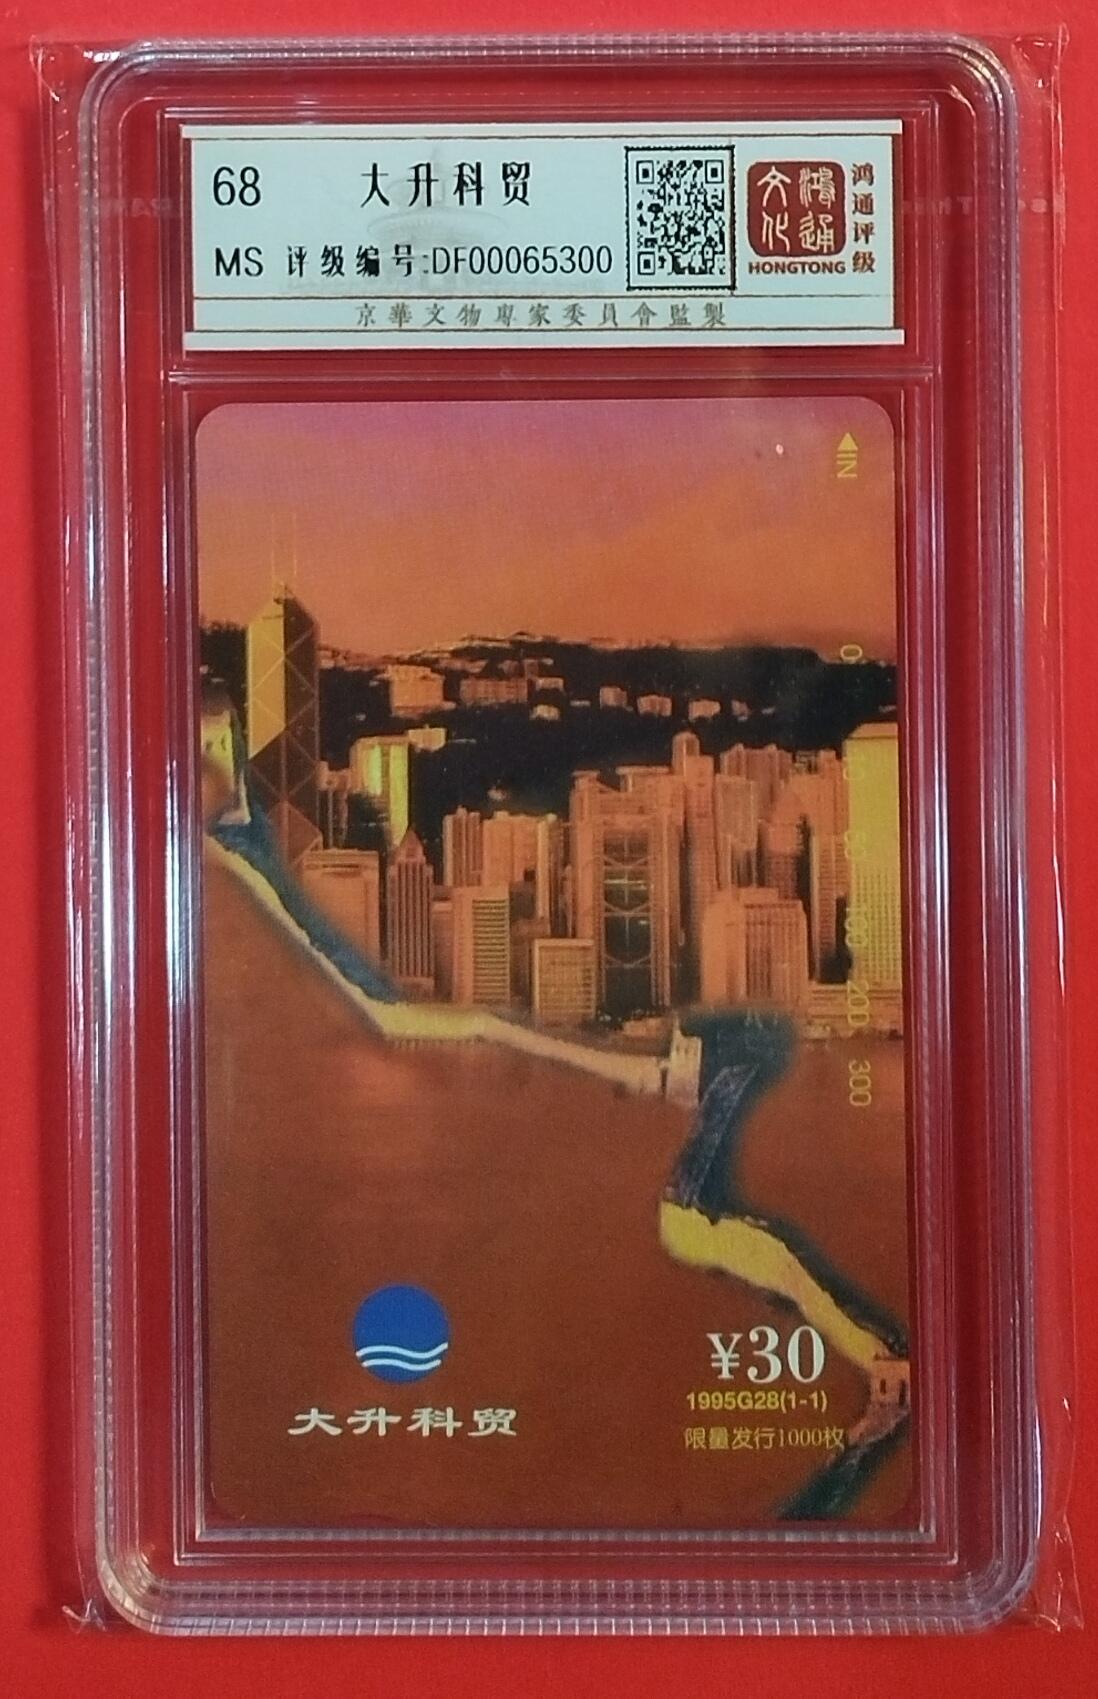 68 大升科贸
MS 评级编号:DF00065300
文化 鸿通
HONGTONG
鸿通评级
京華文物專家委員會監製
IN
0
50
100
200
300
¥30
1995G28(1-1)
限量发行1000枚
大升科贸